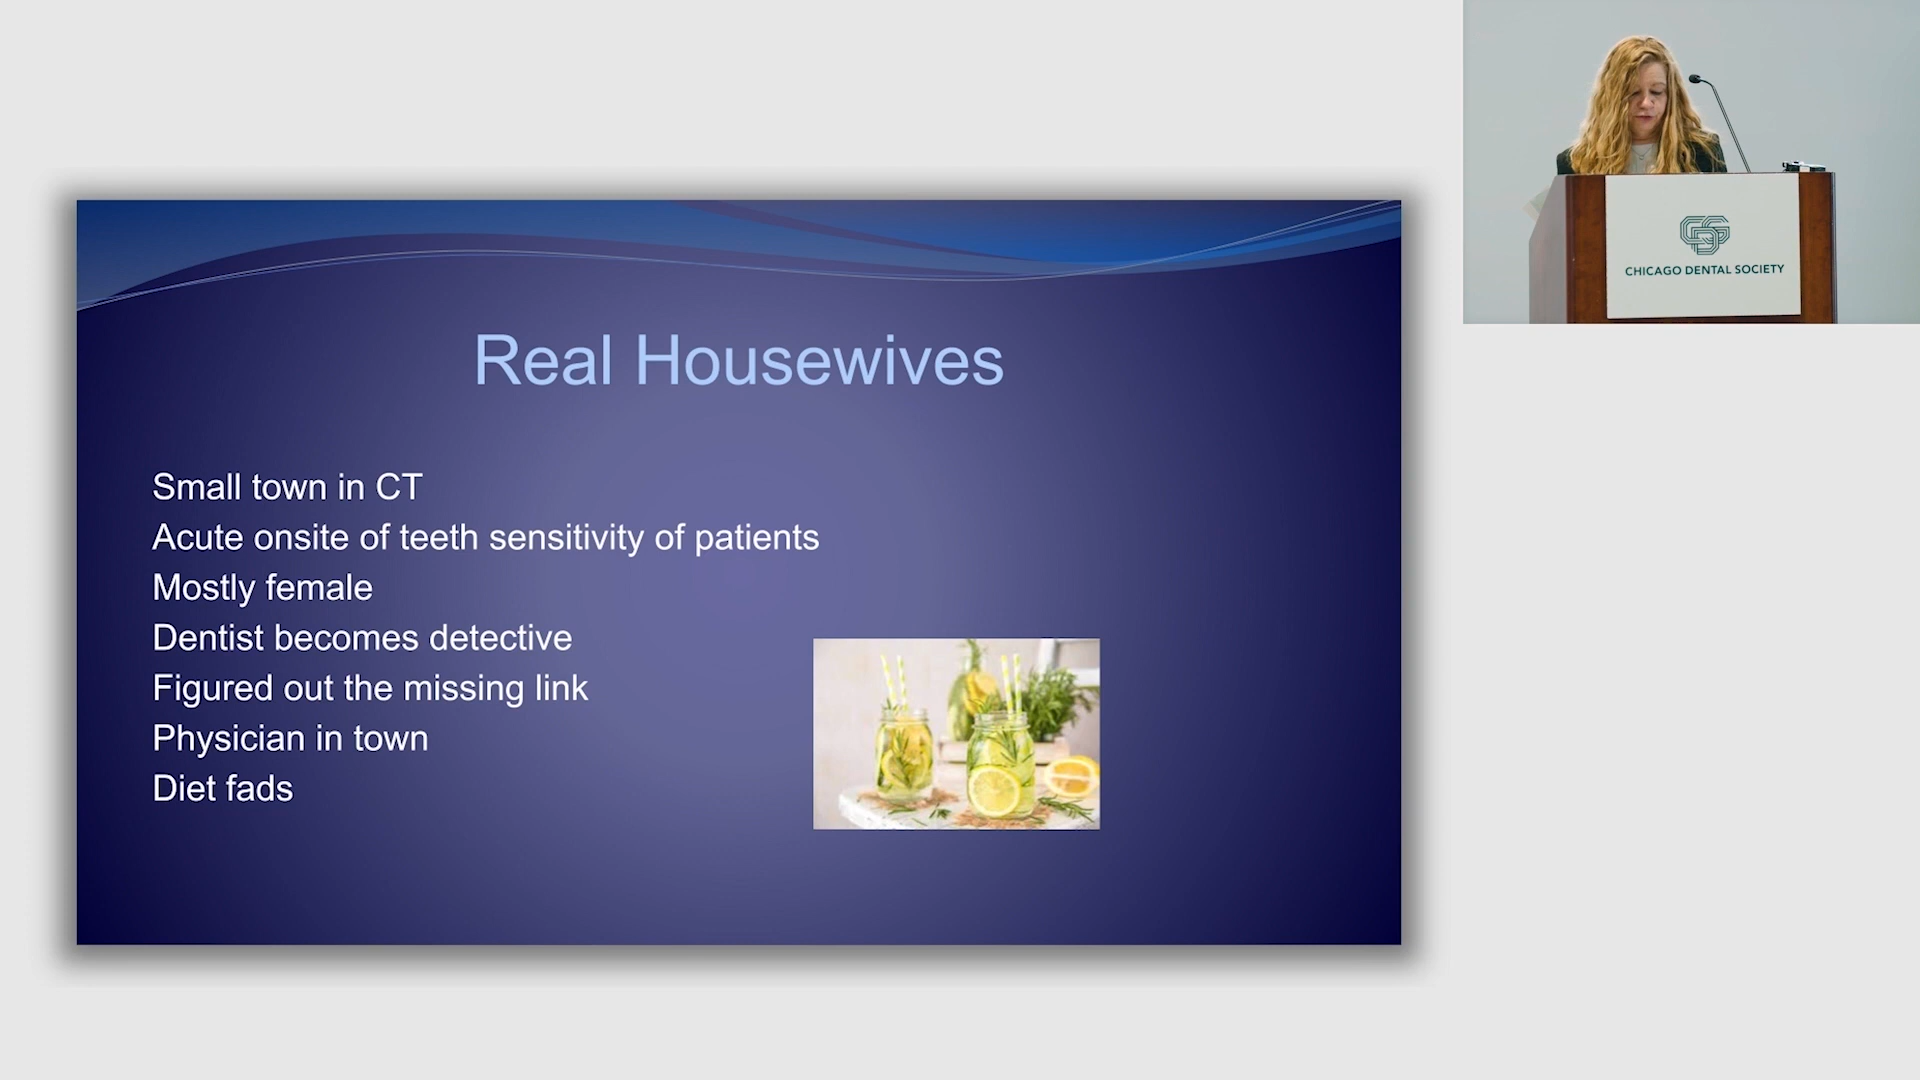 Real Housewives
Small town in CT
Acute onsite of teeth sensitivity of patients
Mostly female
Dentist becomes detective
Figured out the missing link
Physician in town
Diet fads
CDS
CHICAGO DENTAL SOCIETY